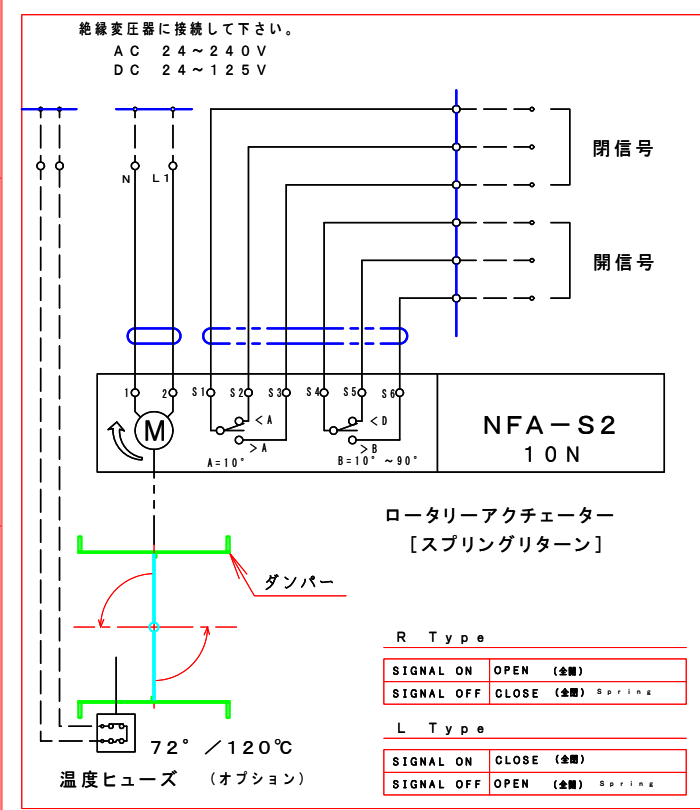 絶縁変圧器に接続して下さい。
AC 24～240V
DC 24～125V
N
L1
閉信号
開信号
1 2 S1 S2 S3 S4 S5 S6
M
<A
>A
A=10°
<D
>B
B=10°～90°
NFA－S2
10N
ロータリーアクチェーター
[スプリングリターン]
ダンパー
R Type
SIGNAL ON OPEN (全開)
SIGNAL OFF CLOSE (全閉) Spring
L Type
SIGNAL ON CLOSE (全閉)
SIGNAL OFF OPEN (全開) Spring
72°／120℃
温度ヒューズ （オプション）